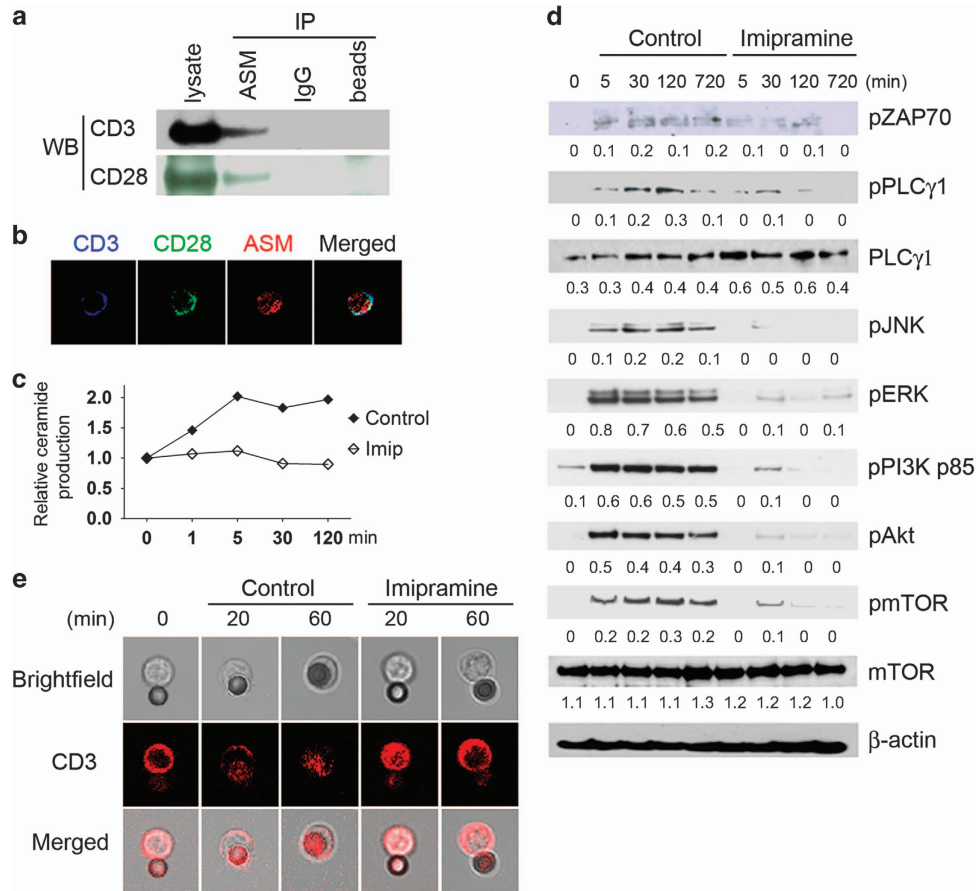 a
IP
lysate
ASM
IgG
beads
WB
CD3
CD28
b
CD3 CD28 ASM Merged
c
Relative ceramide
production
2.0
1.5
1.0
0.5
0.0
0 1 5 30 120 min
Control
Imip
e
Control Imipramine
(min) 0 20 60 20 60
Brightfield
CD3
Merged
d
Control Imipramine
0 5 30 120 720 5 30 120 720 (min)
pZAP70
0 0.1 0.2 0.1 0.2 0.1 0 0.1 0
pPLCγ1
0 0.1 0.2 0.3 0.1 0 0.1 0 0
PLCγ1
0.3 0.3 0.4 0.4 0.4 0.6 0.5 0.6 0.4
pJNK
0 0.1 0.2 0.2 0.1 0 0 0 0
pERK
0 0.8 0.7 0.6 0.5 0 0.1 0 0.1
pPI3K p85
0.1 0.6 0.6 0.5 0.5 0 0.1 0 0
pAkt
0 0.5 0.4 0.4 0.3 0 0.1 0 0
pmTOR
0 0.2 0.2 0.3 0.2 0 0.1 0 0
mTOR
1.1 1.1 1.1 1.1 1.3 1.2 1.2 1.2 1.0
β-actin